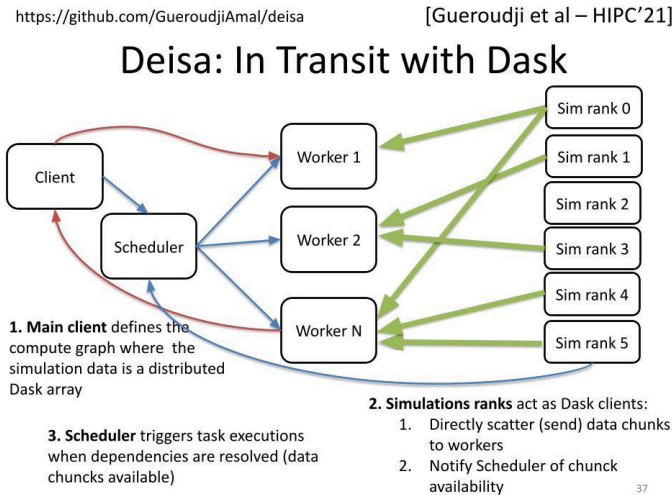 https://github.com/GueroudjiAmal/deisa
[Gueroudji et al – HIPC’21]
Deisa: In Transit with Dask
Client
Scheduler
Worker 1
Worker 2
Worker N
Sim rank 0
Sim rank 1
Sim rank 2
Sim rank 3
Sim rank 4
Sim rank 5
1. Main client defines the
compute graph where the
simulation data is a distributed
Dask array
2. Simulations ranks act as Dask clients:
1. Directly scatter (send) data chunks
to workers
2. Notify Scheduler of chunck
availability
3. Scheduler triggers task executions
when dependencies are resolved (data
chuncks available)
37